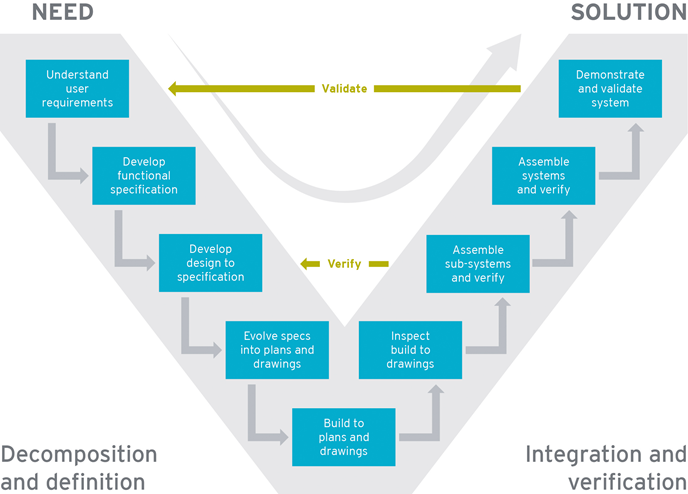 NEED
SOLUTION
Understand
user
requirements
Validate
Demonstrate
and validate
system
Develop
functional
specification
Assemble
systems
and verify
Develop
design to
specification
Verify
Assemble
sub-systems
and verify
Evolve specs
into plans and
drawings
Inspect
build to
drawings
Build to
plans and
drawings
Decomposition
and definition
Integration and
verification